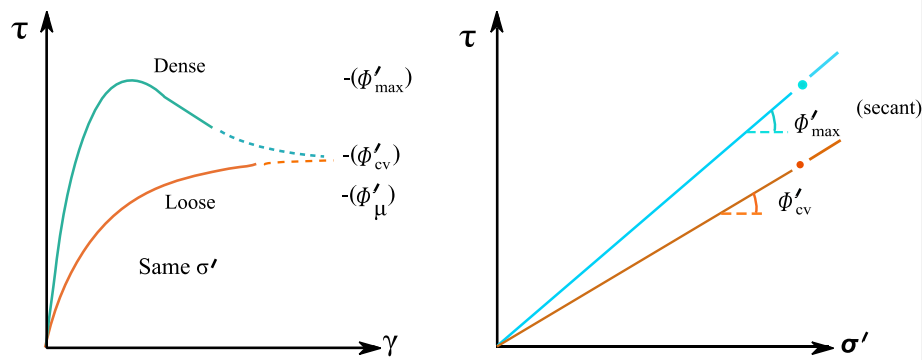 τ
Dense
-(ϕ′max)
-(ϕ′cv)
Loose
-(ϕ′μ)
Same σ′
γ
τ
(secant)
ϕ′max
ϕ′cv
σ′